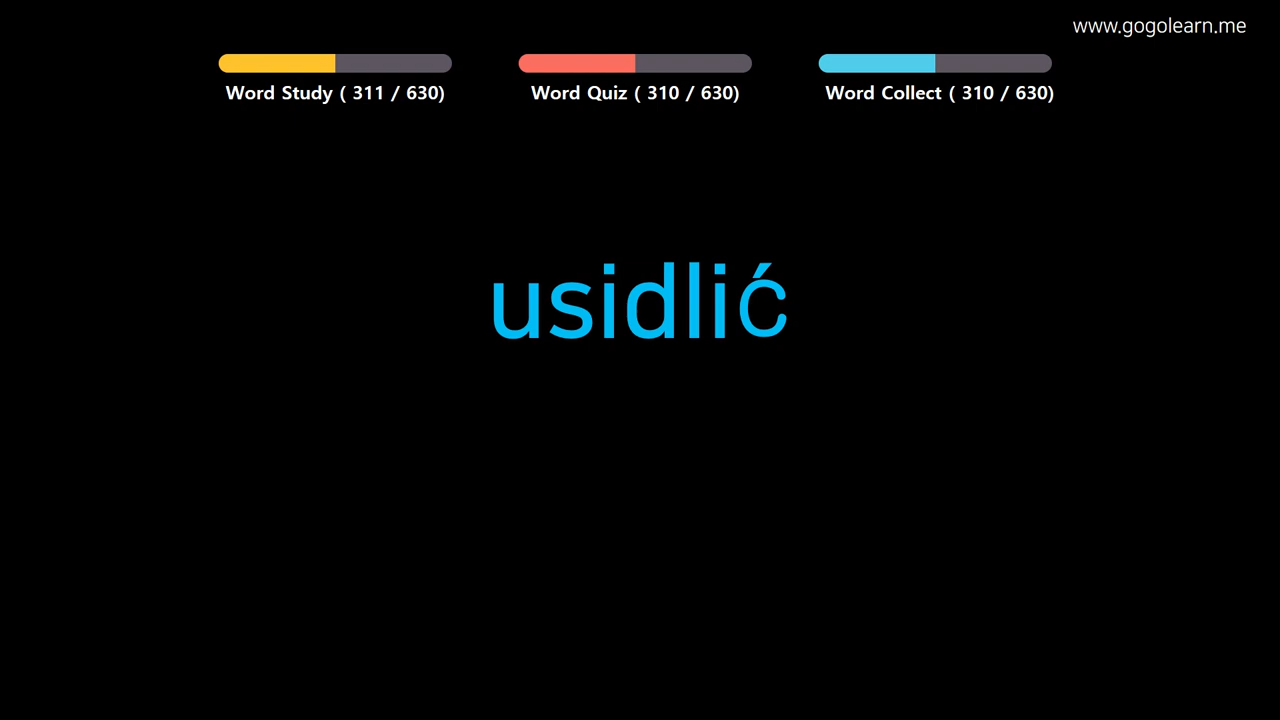 www.gogolearn.me
Word Study ( 311 / 630)
Word Quiz ( 310 / 630)
Word Collect ( 310 / 630)
usidlić